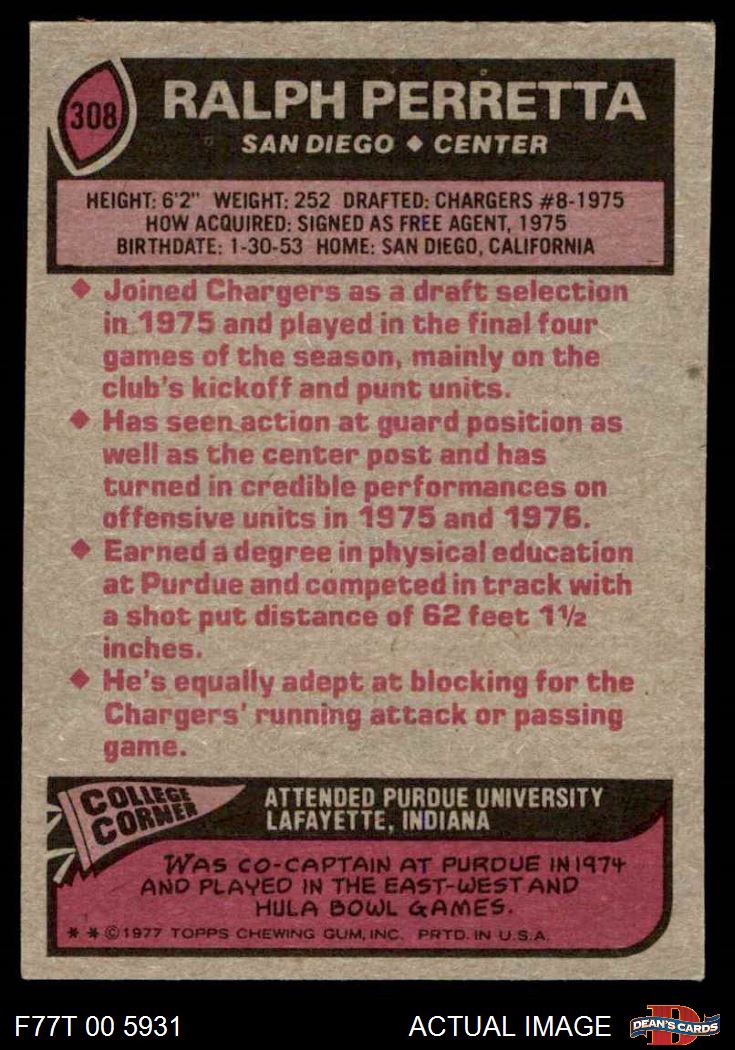 308
RALPH PERRETTA
SAN DIEGO ♦ CENTER
HEIGHT: 6'2" WEIGHT: 252 DRAFTED: CHARGERS #8-1975
HOW ACQUIRED: SIGNED AS FREE AGENT, 1975
BIRTHDATE: 1-30-53 HOME: SAN DIEGO, CALIFORNIA
♦ Joined Chargers as a draft selection
in 1975 and played in the final four
games of the season, mainly on the
club's kickoff and punt units.
♦ Has seen action at guard position as
well as the center post and has
turned in credible performances on
offensive units in 1975 and 1976.
♦ Earned a degree in physical education
at Purdue and competed in track with
a shot put distance of 62 feet 1½
inches.
♦ He's equally adept at blocking for the
Chargers' running attack or passing
game.
COLLEGE
CORNER
ATTENDED PURDUE UNIVERSITY
LAFAYETTE, INDIANA
WAS CO-CAPTAIN AT PURDUE IN 1974
AND PLAYED IN THE EAST-WEST AND
HULA BOWL GAMES.
* * © 1977 TOPPS CHEWING GUM, INC. PRTD. IN U.S.A.
F77T 00 5931
ACTUAL IMAGE
D
DEAN'S CARDS